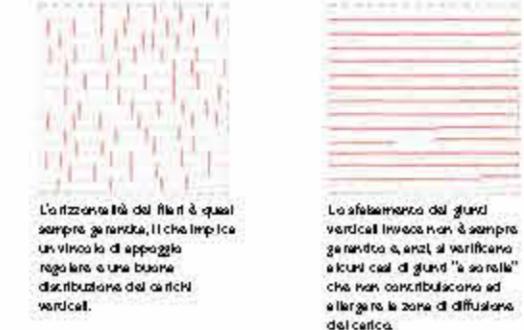 L'orizzontalità dei filari è quasi
sempre garantita, il che implica
un vincolo di appoggio
regolare e una buona
distribuzione dei carichi
verticali.
Lo sfalsamento dei giunti
verticali invece non è sempre
garantito e, anzi, si verificano
alcuni casi di giunti "a sorella"
che non contribuiscono ad
allargare la zona di diffusione
del carico.